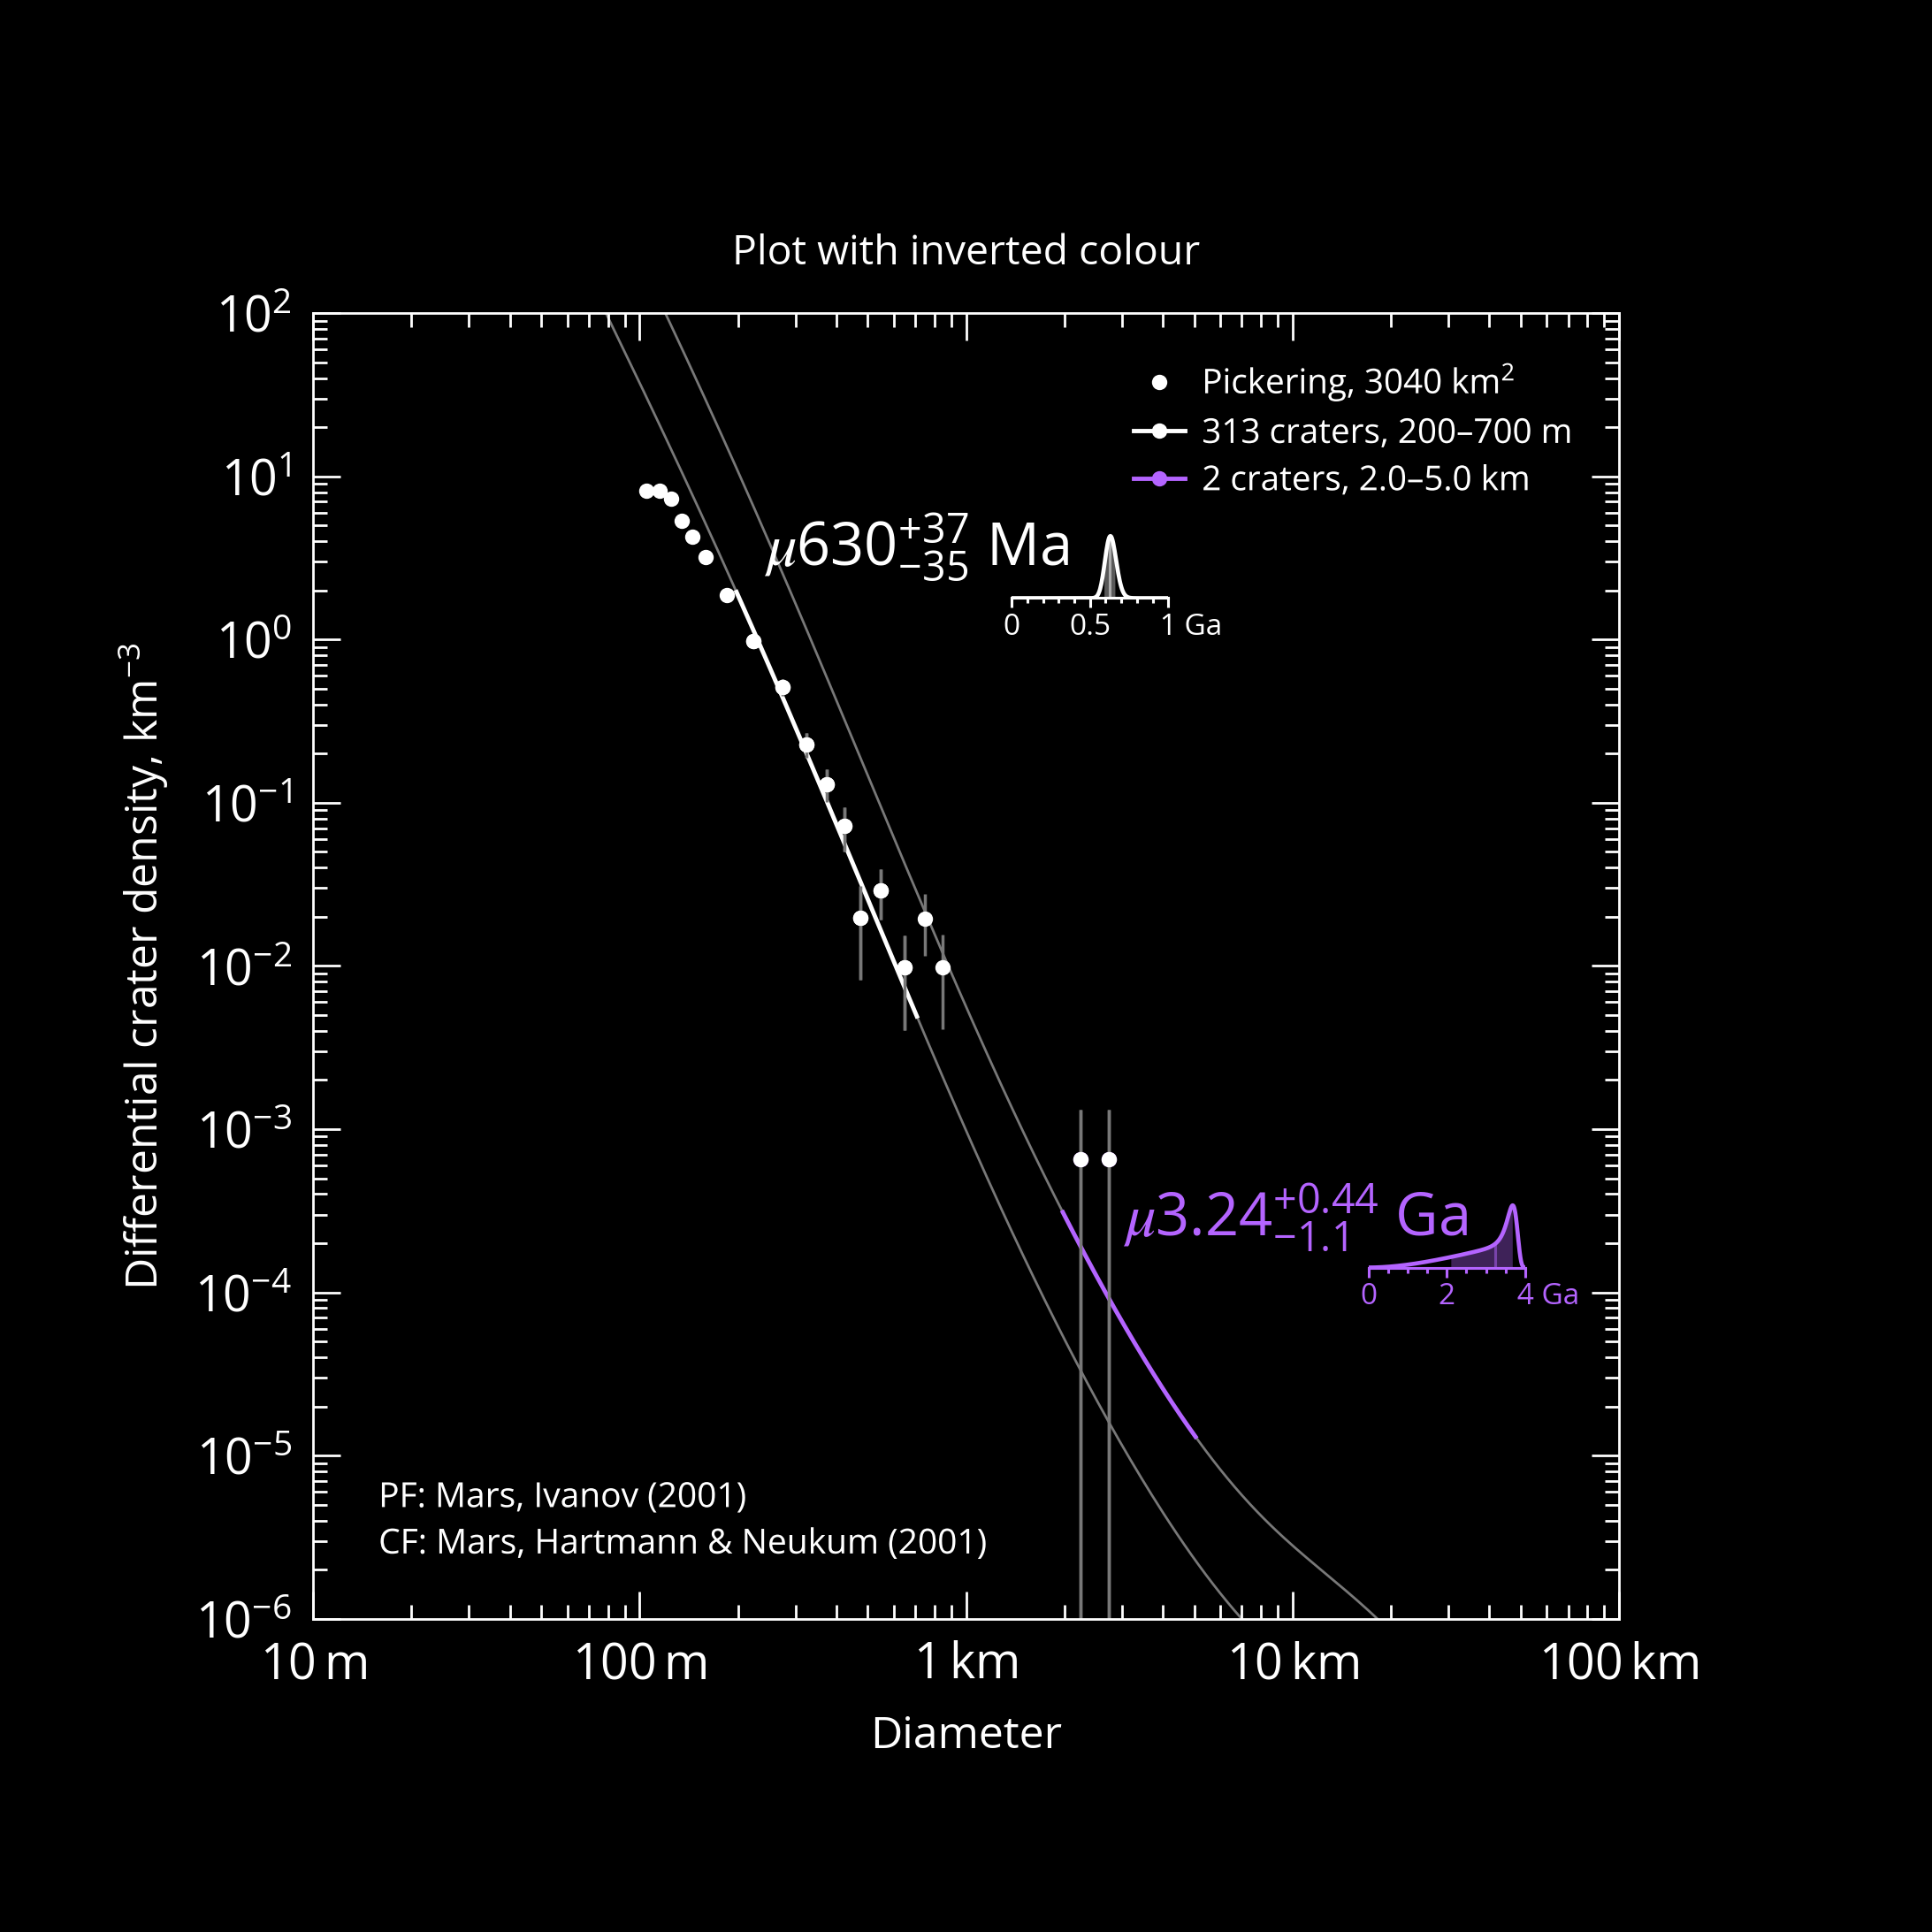 Plot with inverted colour
10²
10¹
10⁰
10⁻¹
10⁻²
10⁻³
10⁻⁴
10⁻⁵
10⁻⁶
Differential crater density, km⁻³
Pickering, 3040 km²
313 craters, 200–700 m
2 craters, 2.0–5.0 km
μ630 +37 −35 Ma
0 0.5 1 Ga
μ3.24 +0.44 −1.1 Ga
0 2 4 Ga
PF: Mars, Ivanov (2001)
CF: Mars, Hartmann & Neukum (2001)
10 m 100 m 1 km 10 km 100 km
Diameter